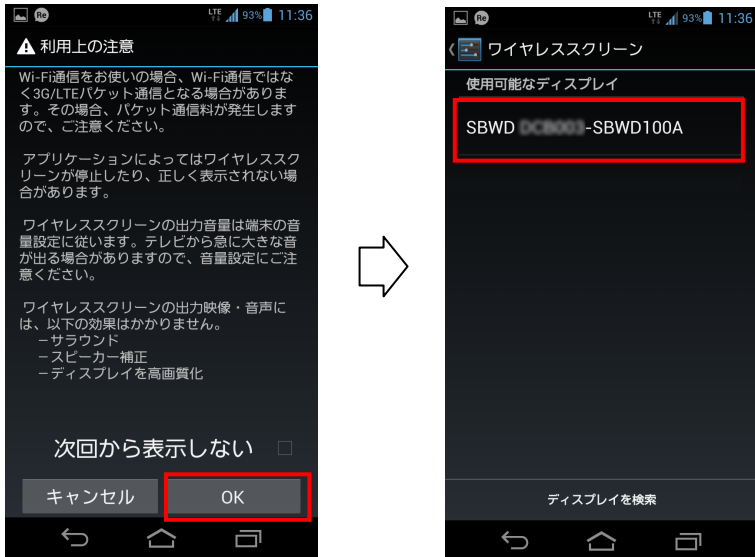 Re LTE 93% 11:36
利用上の注意
Wi-Fi通信をお使いの場合、Wi-Fi通信ではな
く3G/LTEパケット通信となる場合がありま
す。その場合、パケット通信料が発生します
ので、ご注意ください。
アプリケーションによってはワイヤレススク
リーンが停止したり、正しく表示されない場
合があります。
ワイヤレススクリーンの出力音量は端末の音
量設定に従います。テレビから急に大きな音
が出る場合がありますので、音量設定にご注
意ください。
ワイヤレススクリーンの出力映像・音声に
は、以下の効果はかかりません。
－サラウンド
－スピーカー補正
－ディスプレイを高画質化
次回から表示しない
キャンセル OK
Re LTE 93% 11:36
ワイヤレススクリーン
使用可能なディスプレイ
SBWD -SBWD100A
ディスプレイを検索